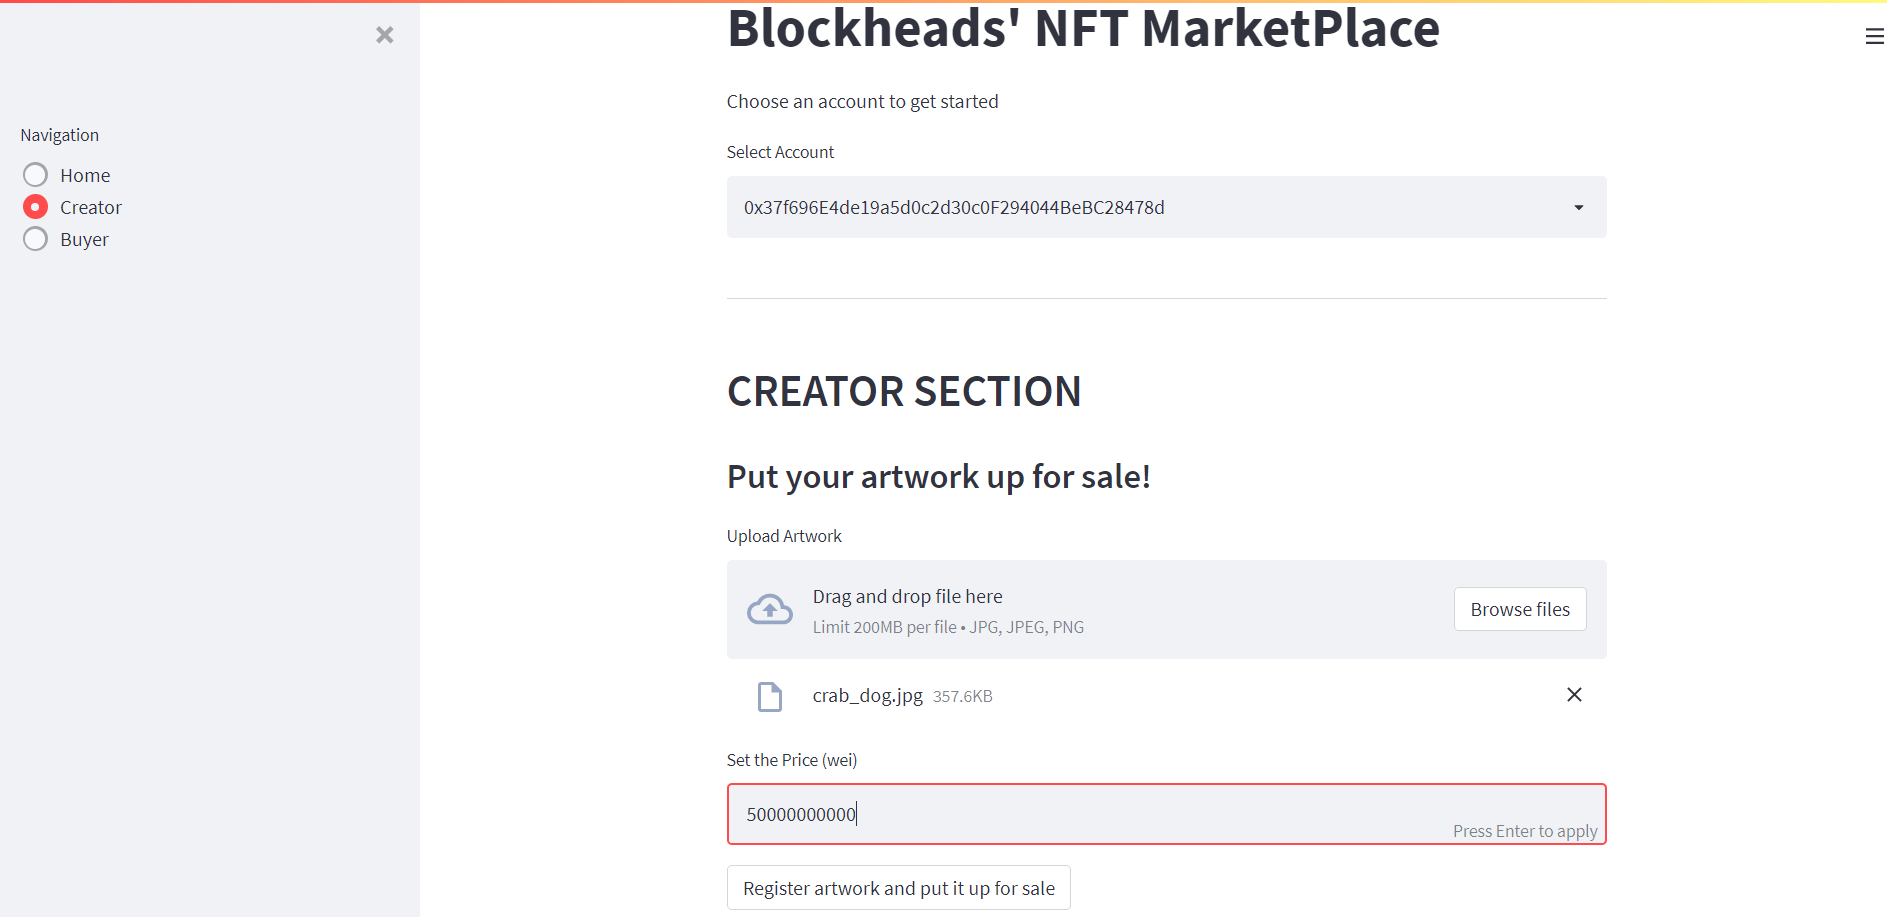 Blockheads' NFT MarketPlace
Choose an account to get started
Navigation
Home
Creator
Buyer
Select Account
0x37f696E4de19a5d0c2d30c0F294044BeBC28478d
CREATOR SECTION
Put your artwork up for sale!
Upload Artwork
Drag and drop file here
Limit 200MB per file • JPG, JPEG, PNG
Browse files
crab_dog.jpg 357.6KB
Set the Price (wei)
50000000000
Press Enter to apply
Register artwork and put it up for sale